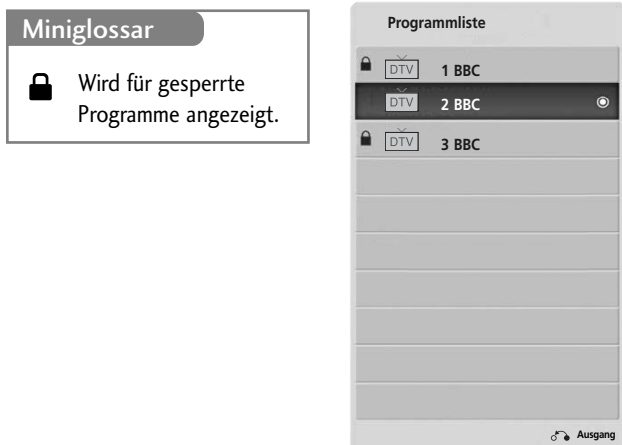 Miniglossar
Wird für gesperrte
Programme angezeigt.
Programmliste
DTV 1 BBC
DTV 2 BBC
DTV 3 BBC
Ausgang